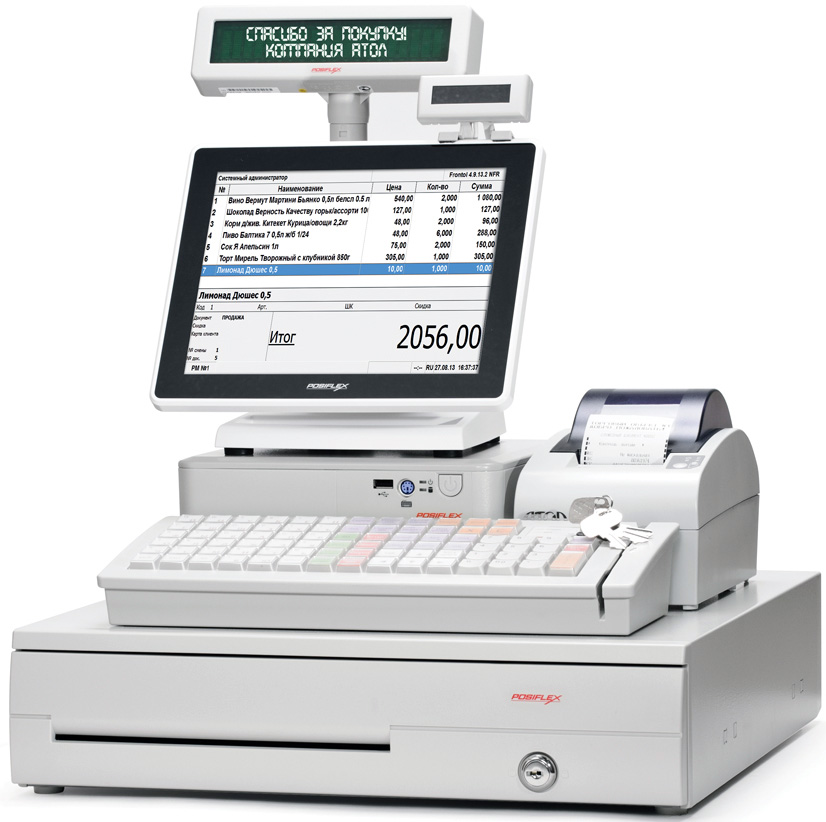 СПАСИБО ЗА ПОКУПКУ!
КОМПАНИЯ АТОЛ
POSIFLEX
Системный администратор Frontol 4.9.13.2 NFR
№ Наименование Цена Кол-во Сумма
1 Вино Вермут Мартини Бьянко 0,5л белсл 0.5 л 540,00 2,000 1 080,00
2 Шоколад Верность Качеству горьк/ассорти 10 127,00 1,000 127,00
3 Корм д/жив. Китекет Курица/овощи 2,2кг 48,00 2,000 96,00
4 Пиво Балтика 7 0,5л ж/б 1/24 48,00 6,000 288,00
5 Сок Я Апельсин 1л 75,00 2,000 150,00
6 Торт Мирель Творожный с клубникой 850г 305,00 1,000 305,00
7 Лимонад Дюшес 0,5 10,00 1,000 10,00
Лимонад Дюшес 0,5
Код 1 Арт. ШК Скидка
Документ ПРОДАЖА
Скидка
Карта клиента
Итог 2056,00
№ смены 1
№ док. 5
РМ №1 --:-- RU 27.08.13 16:37:37
POSIFLEX
POSIFLEX
АТОЛ
POSIFLEX